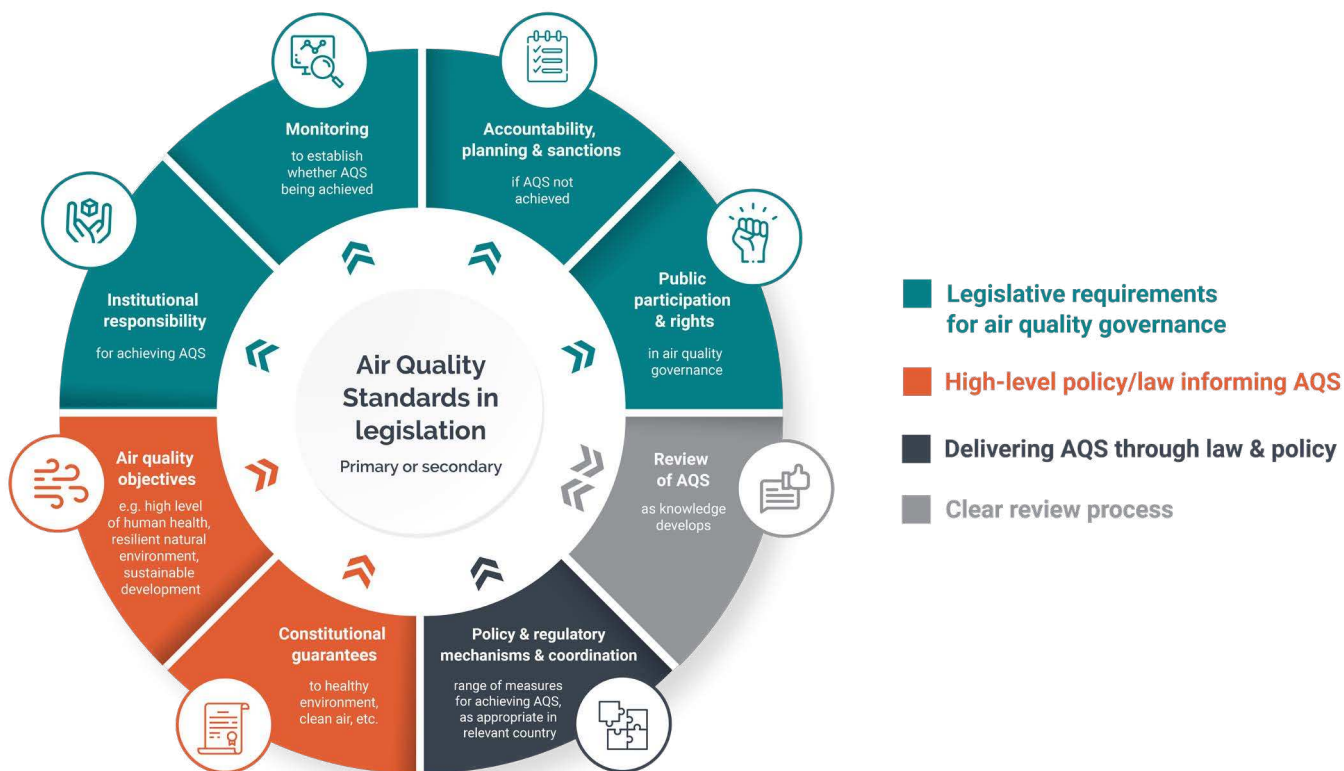 Monitoring
to establish
whether AQS
being achieved
Accountability,
planning & sanctions
if AQS not
achieved
Public
participation
& rights
in air quality
governance
Review
of AQS
as knowledge
develops
Policy & regulatory
mechanisms & coordination
range of measures
for achieving AQS,
as appropriate in
relevant country
Constitutional
guarantees
to healthy
environment,
clean air, etc.
Air quality
objectives
e.g. high level
of human health,
resilient natural
environment,
sustainable
development
Institutional
responsibility
for achieving AQS
Air Quality
Standards in
legislation
Primary or secondary
Legislative requirements
for air quality governance
High-level policy/law informing AQS
Delivering AQS through law & policy
Clear review process